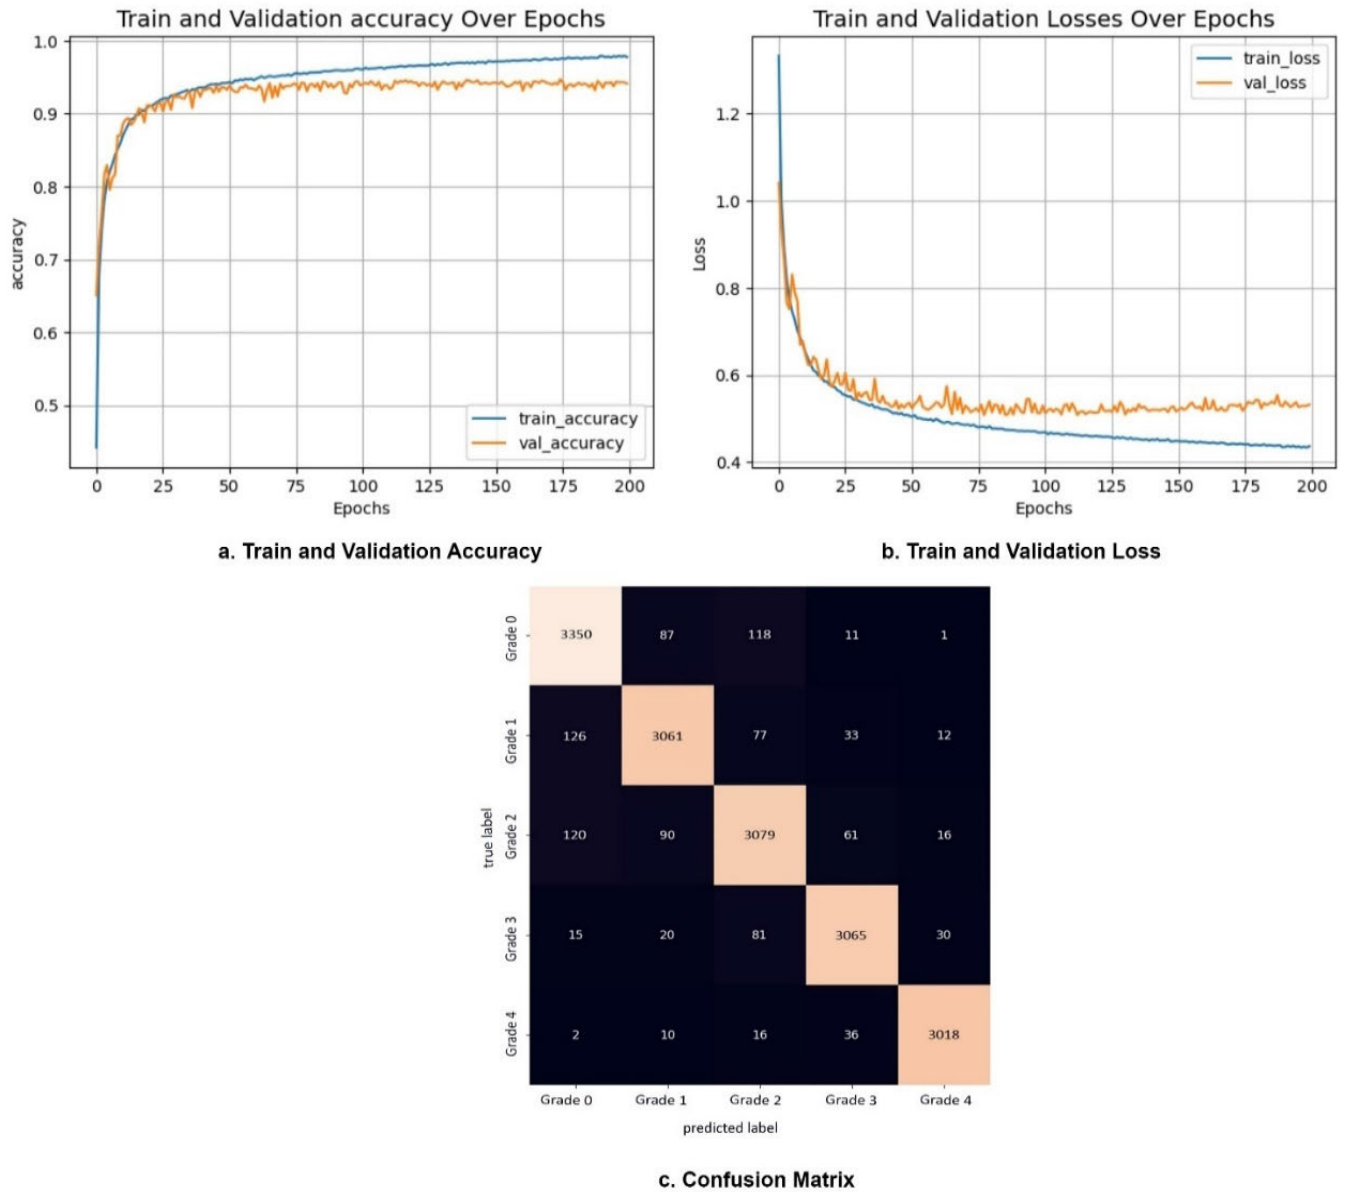 Train and Validation accuracy Over Epochs
1.0
0.9
0.8
0.7
0.6
0.5
accuracy
train_accuracy
val_accuracy
0 25 50 75 100 125 150 175 200
Epochs
a. Train and Validation Accuracy
Train and Validation Losses Over Epochs
train_loss
val_loss
1.2
1.0
0.8
0.6
0.4
Loss
0 25 50 75 100 125 150 175 200
Epochs
b. Train and Validation Loss
true label
Grade 0 3350 87 118 11 1
Grade 1 126 3061 77 33 12
Grade 2 120 90 3079 61 16
Grade 3 15 20 81 3065 30
Grade 4 2 10 16 36 3018
Grade 0 Grade 1 Grade 2 Grade 3 Grade 4
predicted label
c. Confusion Matrix